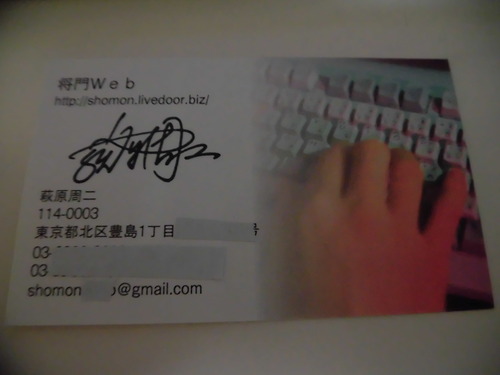 将門Ｗｅｂ
http://shomon.livedoor.biz/
萩原周二
114-0003
東京都北区豊島1丁目 号
03-
03
shomon o@gmail.com